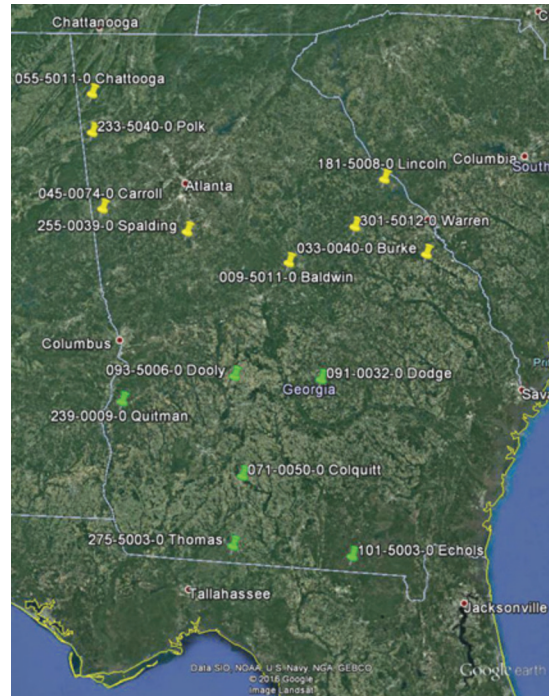 Chattanooga
055-5011-0 Chattooga
233-5040-0 Polk
181-5008-0 Lincoln
Columbia
South
Atlanta
045-0074-0 Carroll
255-0039-0 Spalding
301-5012-0 Warren
033-0040-0 Burke
009-5011-0 Baldwin
Columbus
093-5006-0 Dooly
091-0032-0 Dodge
Georgia
239-0009-0 Quitman
071-0050-0 Colquitt
275-5003-0 Thomas
101-5003-0 Echols
Tallahassee
Jacksonville
Data SIO, NOAA, U.S. Navy, NGA, GEBCO
© 2016 Google
Image Landsat
Google earth